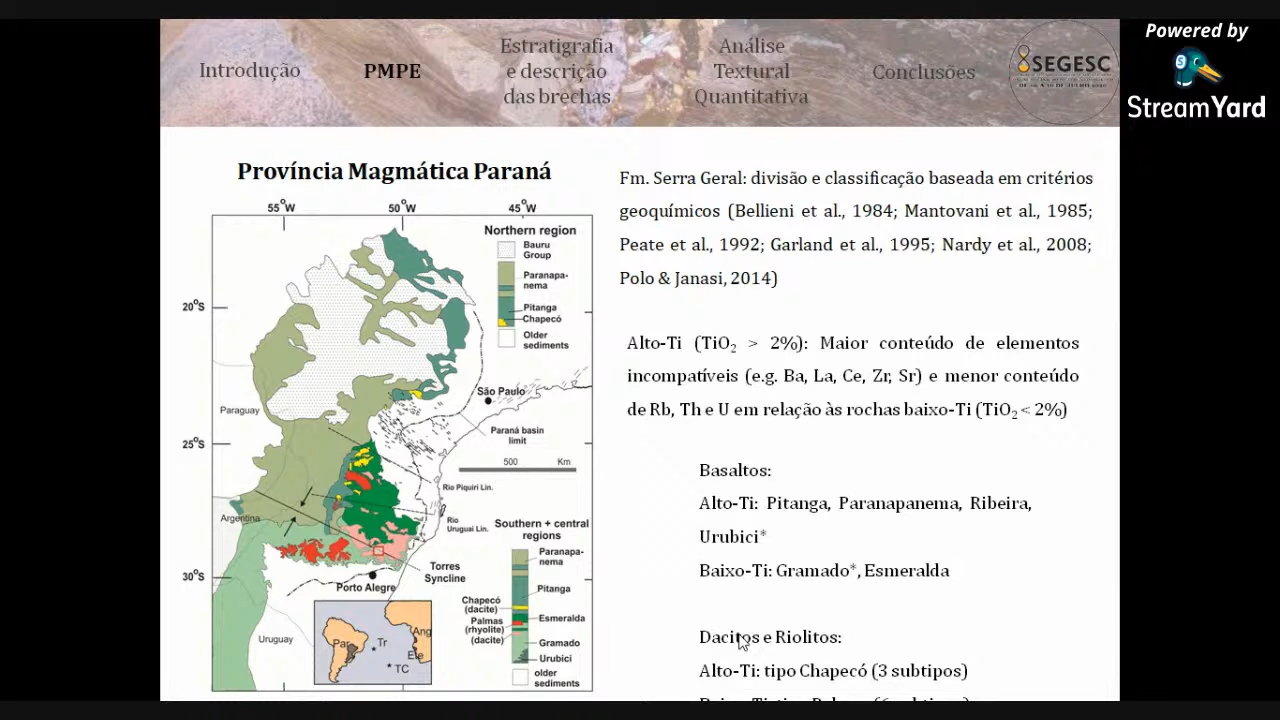 Powered by
StreamYard
Introdução
PMPE
Estratigrafia
e descrição
das brechas
Análise
Textural
Quantitativa
Conclusões
SEGESC
Província Magmática Paraná
55°W
50°W
45°W
20°S
25°S
30°S
Northern region
Bauru
Group
Paranapa-
nema
Pitanga
Chapecó
Older
sediments
São Paulo
Paraná basin
limit
500
Km
Paraguay
Argentina
Rio Piquiri Lin.
Rio
Uruguai Lin.
Torres
Syncline
Porto Alegre
Uruguay
Par
Tr
Ang
Ete
TC
Southern + central
regions
Paranapa-
nema
Pitanga
Chapecó
(dacite)
Esmeralda
Palmas
(rhyolite)
(dacite)
Gramado
Urubici
older
sediments
Fm. Serra Geral: divisão e classificação baseada em critérios
geoquímicos (Bellieni et al., 1984; Mantovani et al., 1985;
Peate et al., 1992; Garland et al., 1995; Nardy et al., 2008;
Polo & Janasi, 2014)
Alto-Ti (TiO₂ > 2%): Maior conteúdo de elementos
incompatíveis (e.g. Ba, La, Ce, Zr, Sr) e menor conteúdo
de Rb, Th e U em relação às rochas baixo-Ti (TiO₂ < 2%)
Basaltos:
Alto-Ti: Pitanga, Paranapanema, Ribeira,
Urubici*
Baixo-Ti: Gramado*, Esmeralda
Dacitos e Riolitos:
Alto-Ti: tipo Chapecó (3 subtipos)